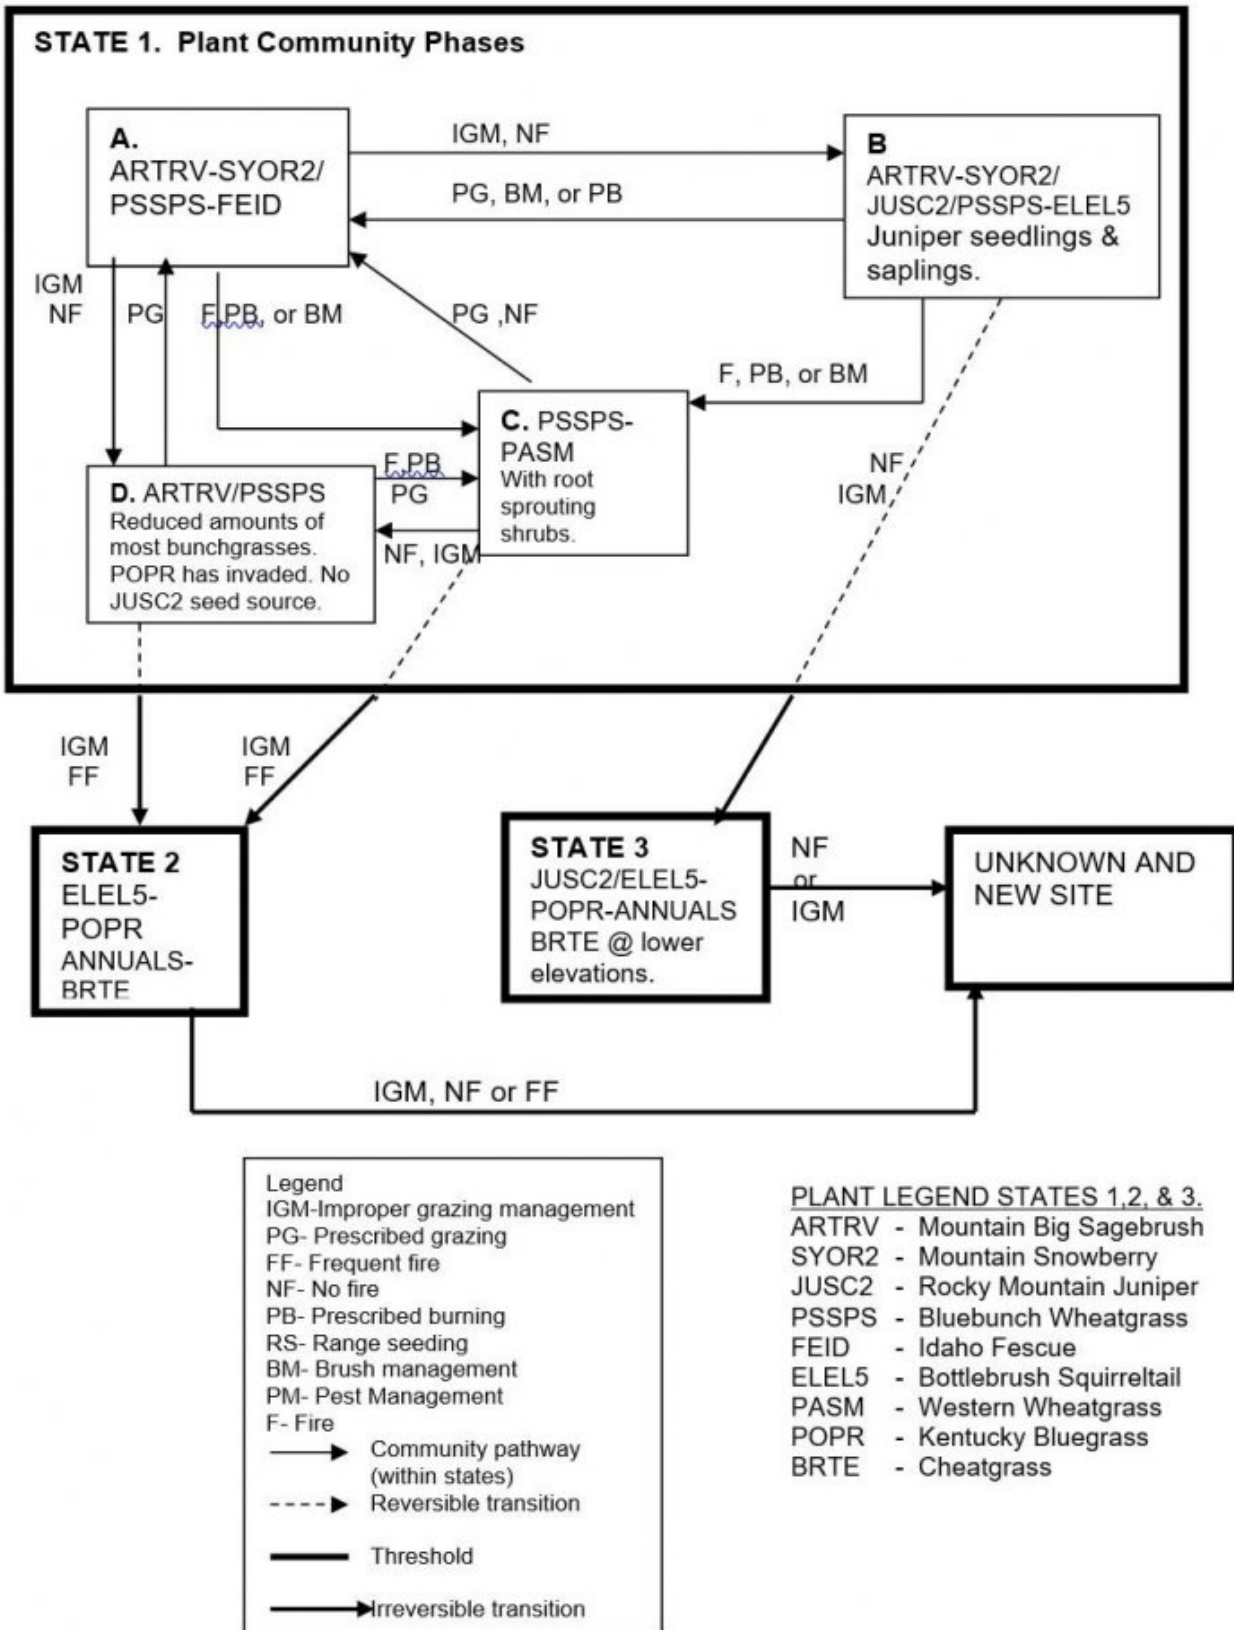 STATE 1. Plant Community Phases
A.
ARTRV-SYOR2/
PSSPS-FEID
IGM, NF
PG, BM, or PB
B
ARTRV-SYOR2/
JUSC2/PSSPS-ELEL5
Juniper seedlings &
saplings.
IGM
NF
PG
F,PB, or BM
PG ,NF
F, PB, or BM
C. PSSPS-
PASM
With root
sprouting
shrubs.
F,PB
PG
NF, IGM
NF
IGM
D. ARTRV/PSSPS
Reduced amounts of
most bunchgrasses.
POPR has invaded. No
JUSC2 seed source.
IGM
FF
IGM
FF
STATE 2
ELEL5-
POPR
ANNUALS-
BRTE
STATE 3
JUSC2/ELEL5-
POPR-ANNUALS
BRTE @ lower
elevations.
NF
or
IGM
UNKNOWN AND
NEW SITE
IGM, NF or FF
Legend
IGM-Improper grazing management
PG- Prescribed grazing
FF- Frequent fire
NF- No fire
PB- Prescribed burning
RS- Range seeding
BM- Brush management
PM- Pest Management
F- Fire
Community pathway
(within states)
Reversible transition
Threshold
Irreversible transition
PLANT LEGEND STATES 1,2, & 3.
ARTRV - Mountain Big Sagebrush
SYOR2 - Mountain Snowberry
JUSC2 - Rocky Mountain Juniper
PSSPS - Bluebunch Wheatgrass
FEID - Idaho Fescue
ELEL5 - Bottlebrush Squirreltail
PASM - Western Wheatgrass
POPR - Kentucky Bluegrass
BRTE - Cheatgrass